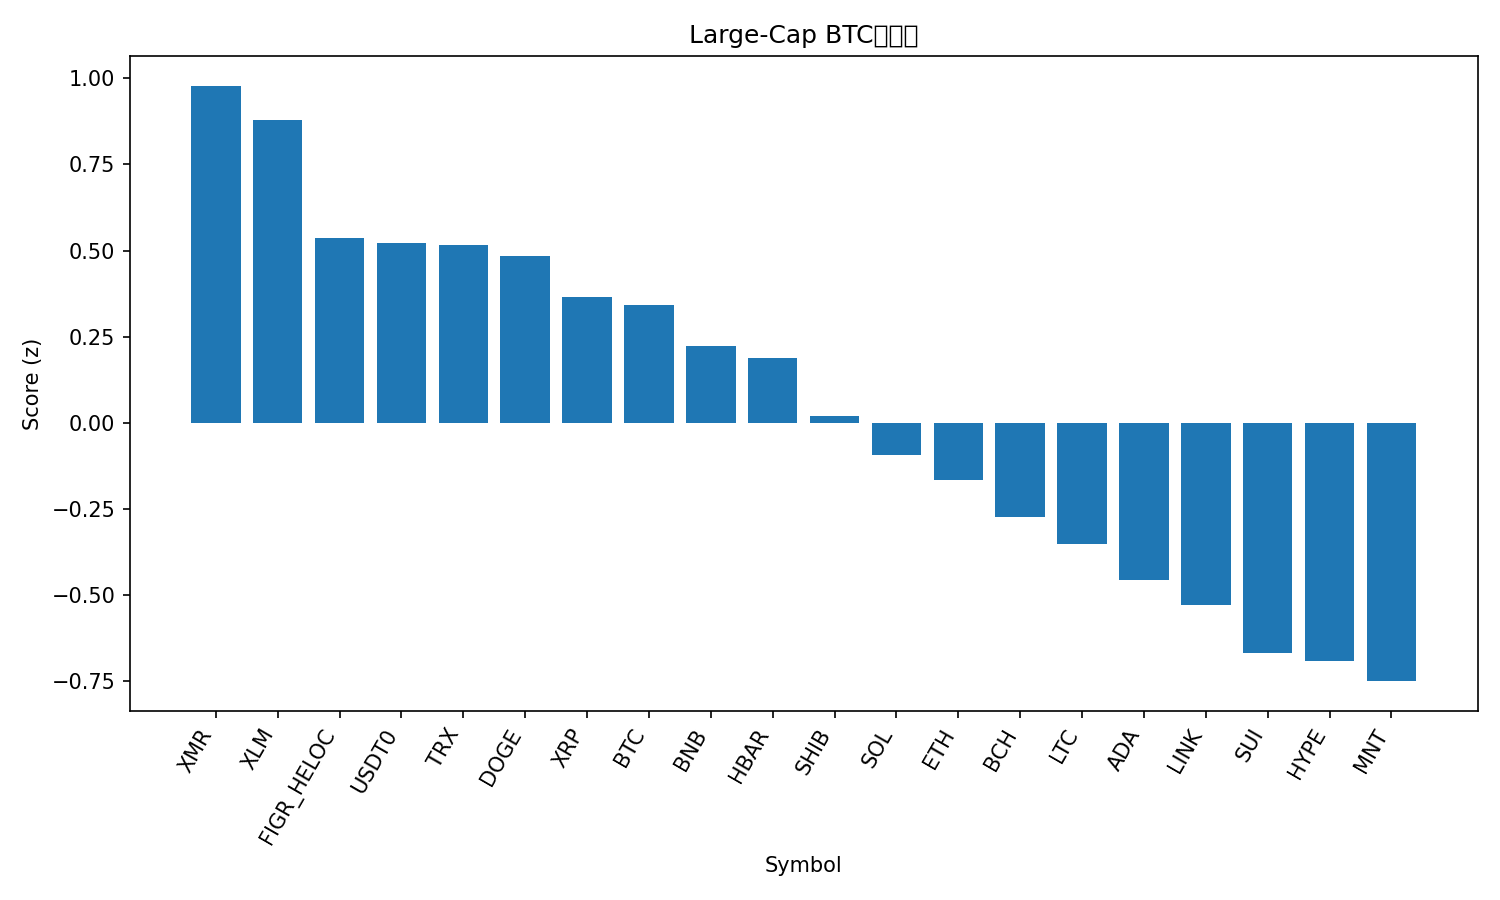 Large-Cap BTC
1.00
0.75
0.50
0.25
0.00
−0.25
−0.50
−0.75
Score (z)
XMR
XLM
FIGR_HELOC
USDT0
TRX
DOGE
XRP
BTC
BNB
HBAR
SHIB
SOL
ETH
BCH
LTC
ADA
LINK
SUI
HYPE
MNT
Symbol